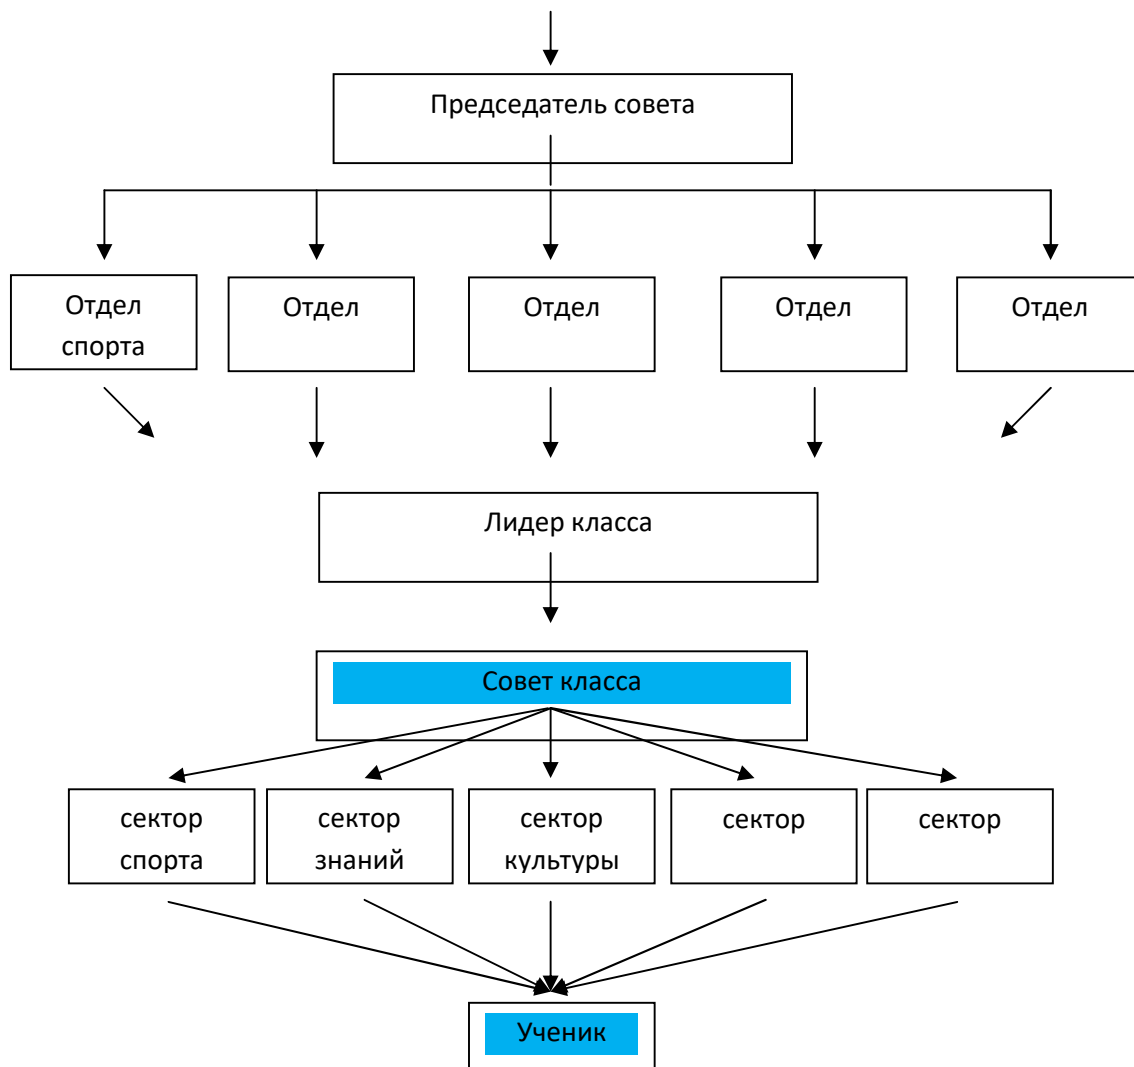 Председатель совета
Отдел
спорта
Отдел
Отдел
Отдел
Отдел
Лидер класса
Совет класса
сектор
спорта
сектор
знаний
сектор
культуры
сектор
сектор
Ученик